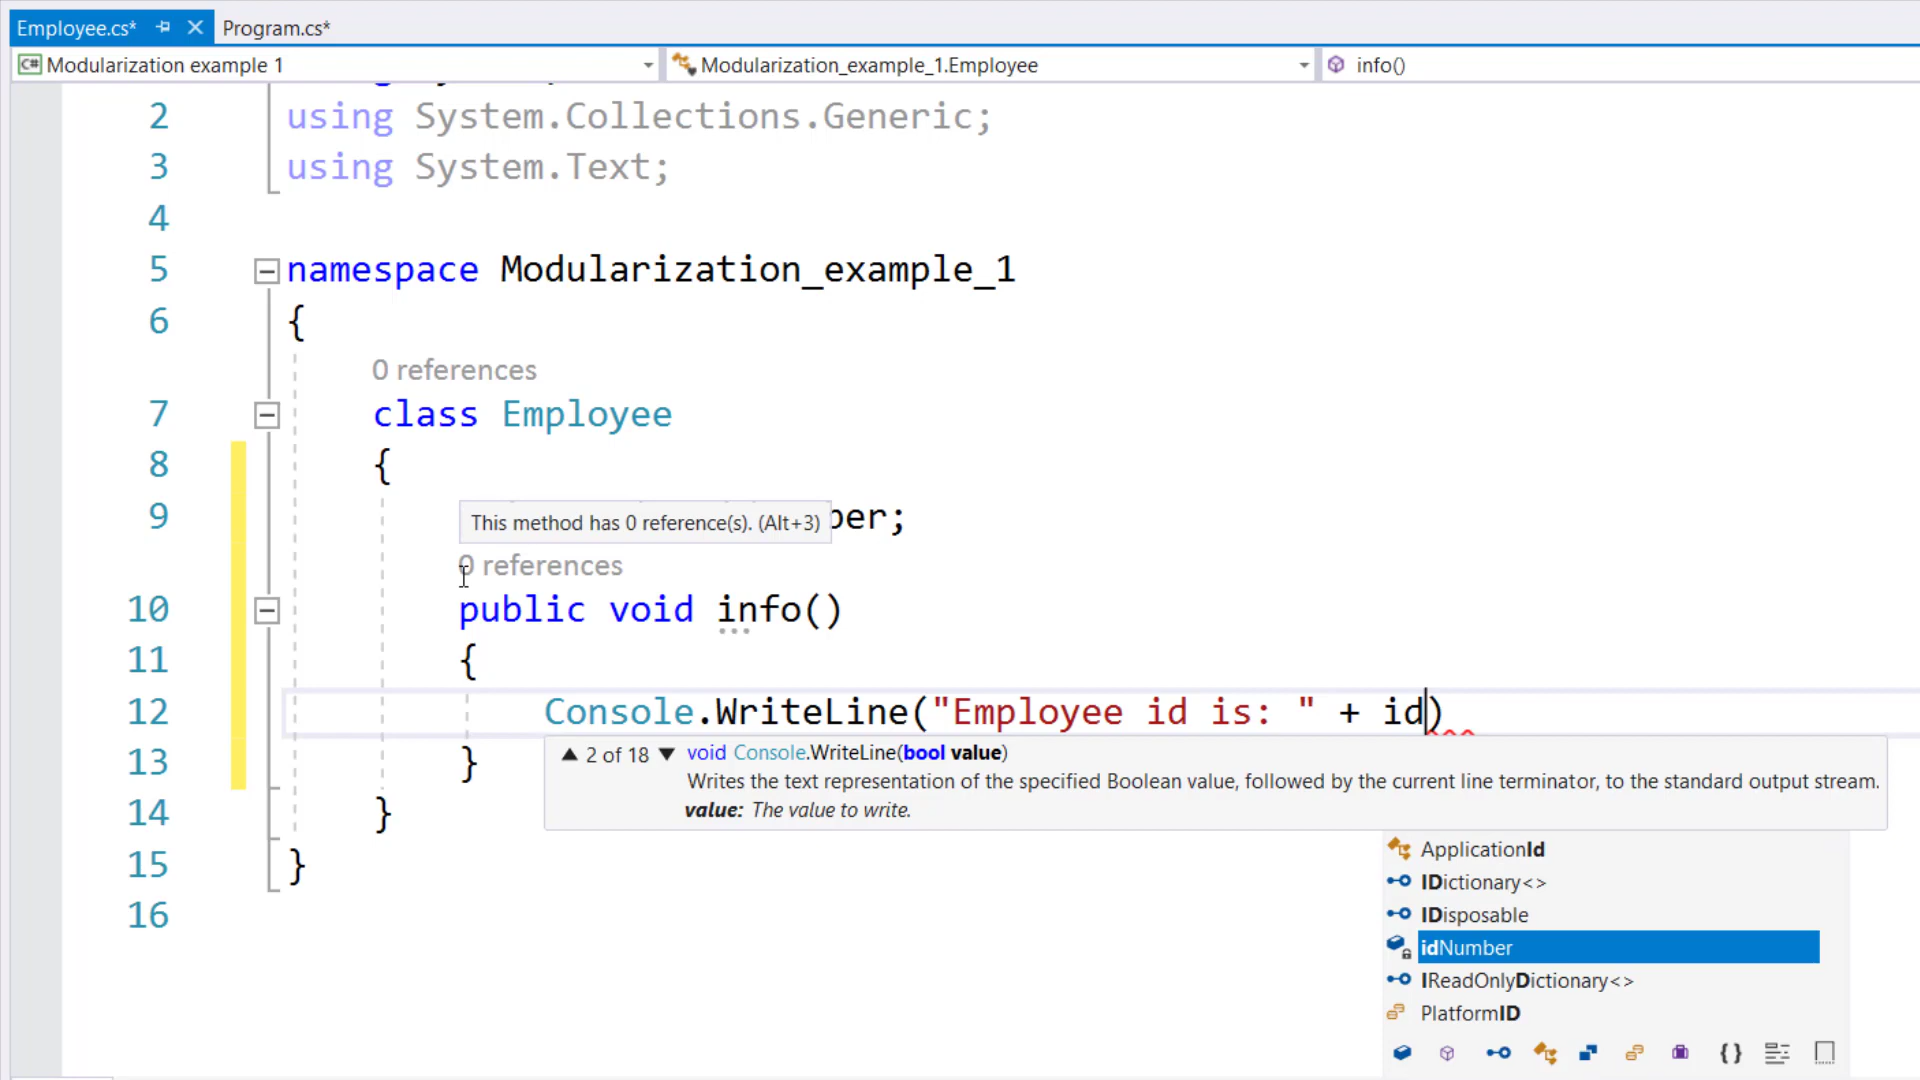 Employee.cs* Program.cs*
C# Modularization example 1 Modularization_example_1.Employee info()
2 using System.Collections.Generic;
3 using System.Text;
4
5 namespace Modularization_example_1
6 {
0 references
7 class Employee
8 {
9 ber;
This method has 0 reference(s). (Alt+3)
0 references
10 public void info()
11 {
12 Console.WriteLine("Employee id is: " + id)
13 }
▲ 2 of 18 ▼ void Console.WriteLine(bool value)
Writes the text representation of the specified Boolean value, followed by the current line terminator, to the standard output stream.
value: The value to write.
14 }
15 }
16
ApplicationId
IDictionary<>
IDisposable
idNumber
IReadOnlyDictionary<>
PlatformID
{ }